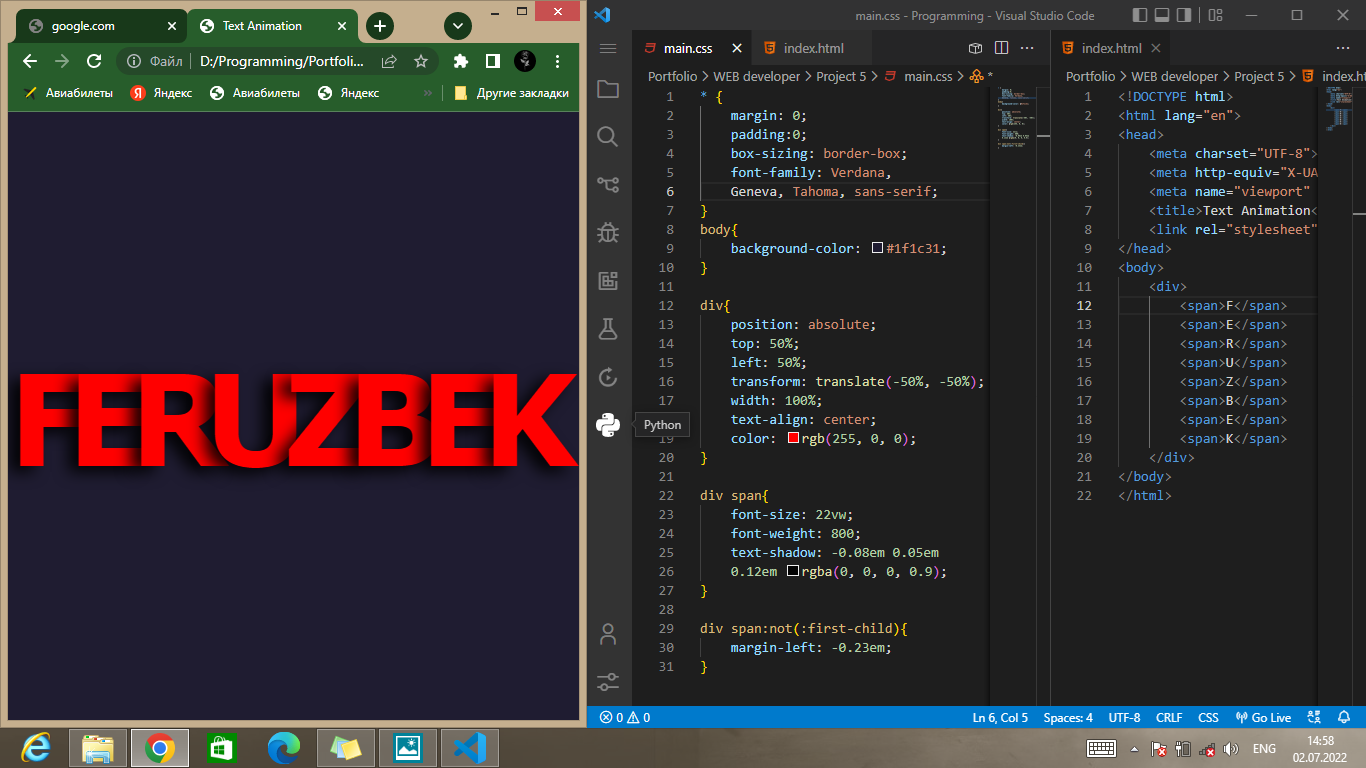 google.com
Text Animation
Файл
D:/Programming/Portfoli...
Авиабилеты
Яндекс
Авиабилеты
Яндекс
»
Другие закладки
FERUZBEK
main.css - Programming - Visual Studio Code
main.css
index.html
Portfolio > WEB developer > Project 5 > main.css > *
1 * {
2 margin: 0;
3 padding:0;
4 box-sizing: border-box;
5 font-family: Verdana,
6 Geneva, Tahoma, sans-serif;
7 }
8 body{
9 background-color: #1f1c31;
10 }
11
12 div{
13 position: absolute;
14 top: 50%;
15 left: 50%;
16 transform: translate(-50%, -50%);
17 width: 100%;
text-align: center;
19 color: rgb(255, 0, 0);
20 }
21
22 div span{
23 font-size: 22vw;
24 font-weight: 800;
25 text-shadow: -0.08em 0.05em
26 0.12em rgba(0, 0, 0, 0.9);
27 }
28
29 div span:not(:first-child){
30 margin-left: -0.23em;
31 }
Python
index.html
Portfolio > WEB developer > Project 5 > index.ht
1 <!DOCTYPE html>
2 <html lang="en">
3 <head>
4 <meta charset="UTF-8">
5 <meta http-equiv="X-UA
6 <meta name="viewport"
7 <title>Text Animation<
8 <link rel="stylesheet"
9 </head>
10 <body>
11 <div>
12 <span>F</span>
13 <span>E</span>
14 <span>R</span>
15 <span>U</span>
16 <span>Z</span>
17 <span>B</span>
18 <span>E</span>
19 <span>K</span>
20 </div>
21 </body>
22 </html>
0 0
Ln 6, Col 5
Spaces: 4
UTF-8
CRLF
CSS
Go Live
ENG
14:58
02.07.2022